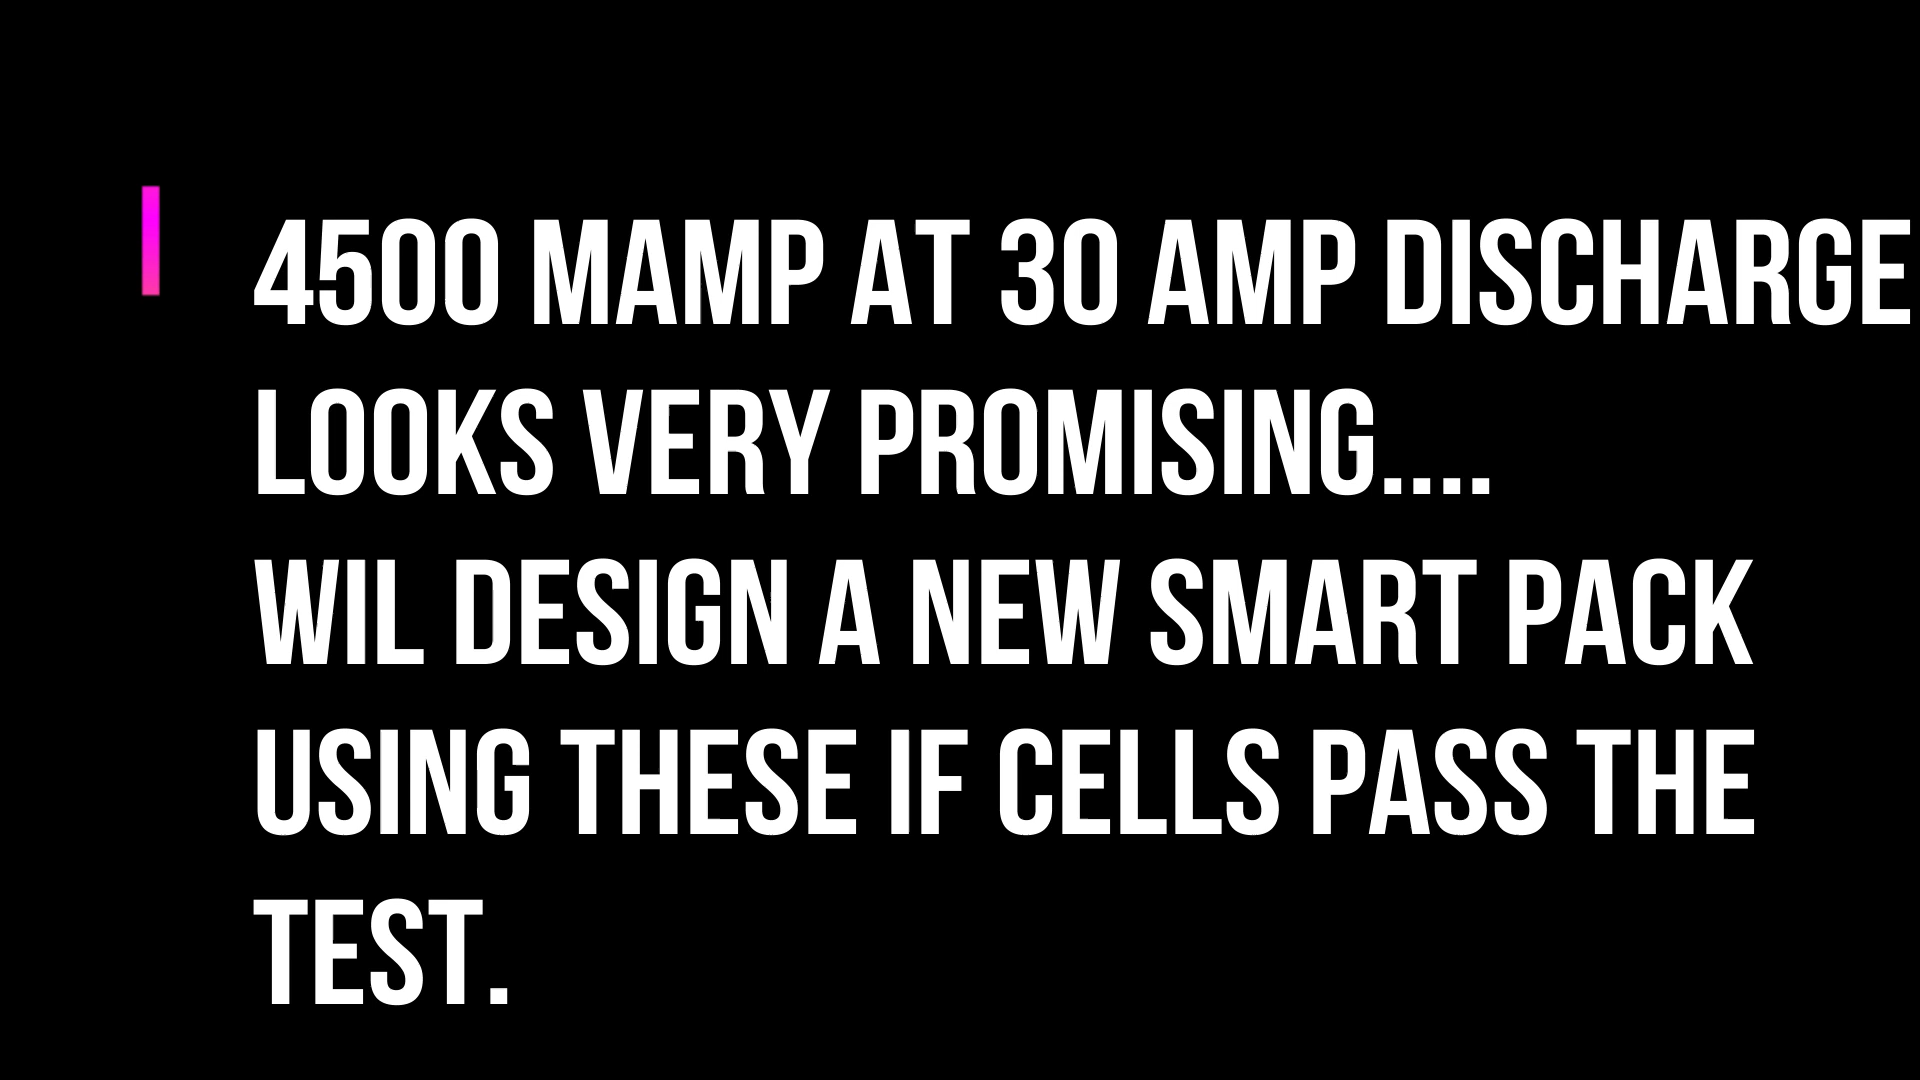 4500 MAMP AT 30 AMP DISCHARGE
LOOKS VERY PROMISING....
WIL DESIGN A NEW SMART PACK
USING THESE IF CELLS PASS THE
TEST.